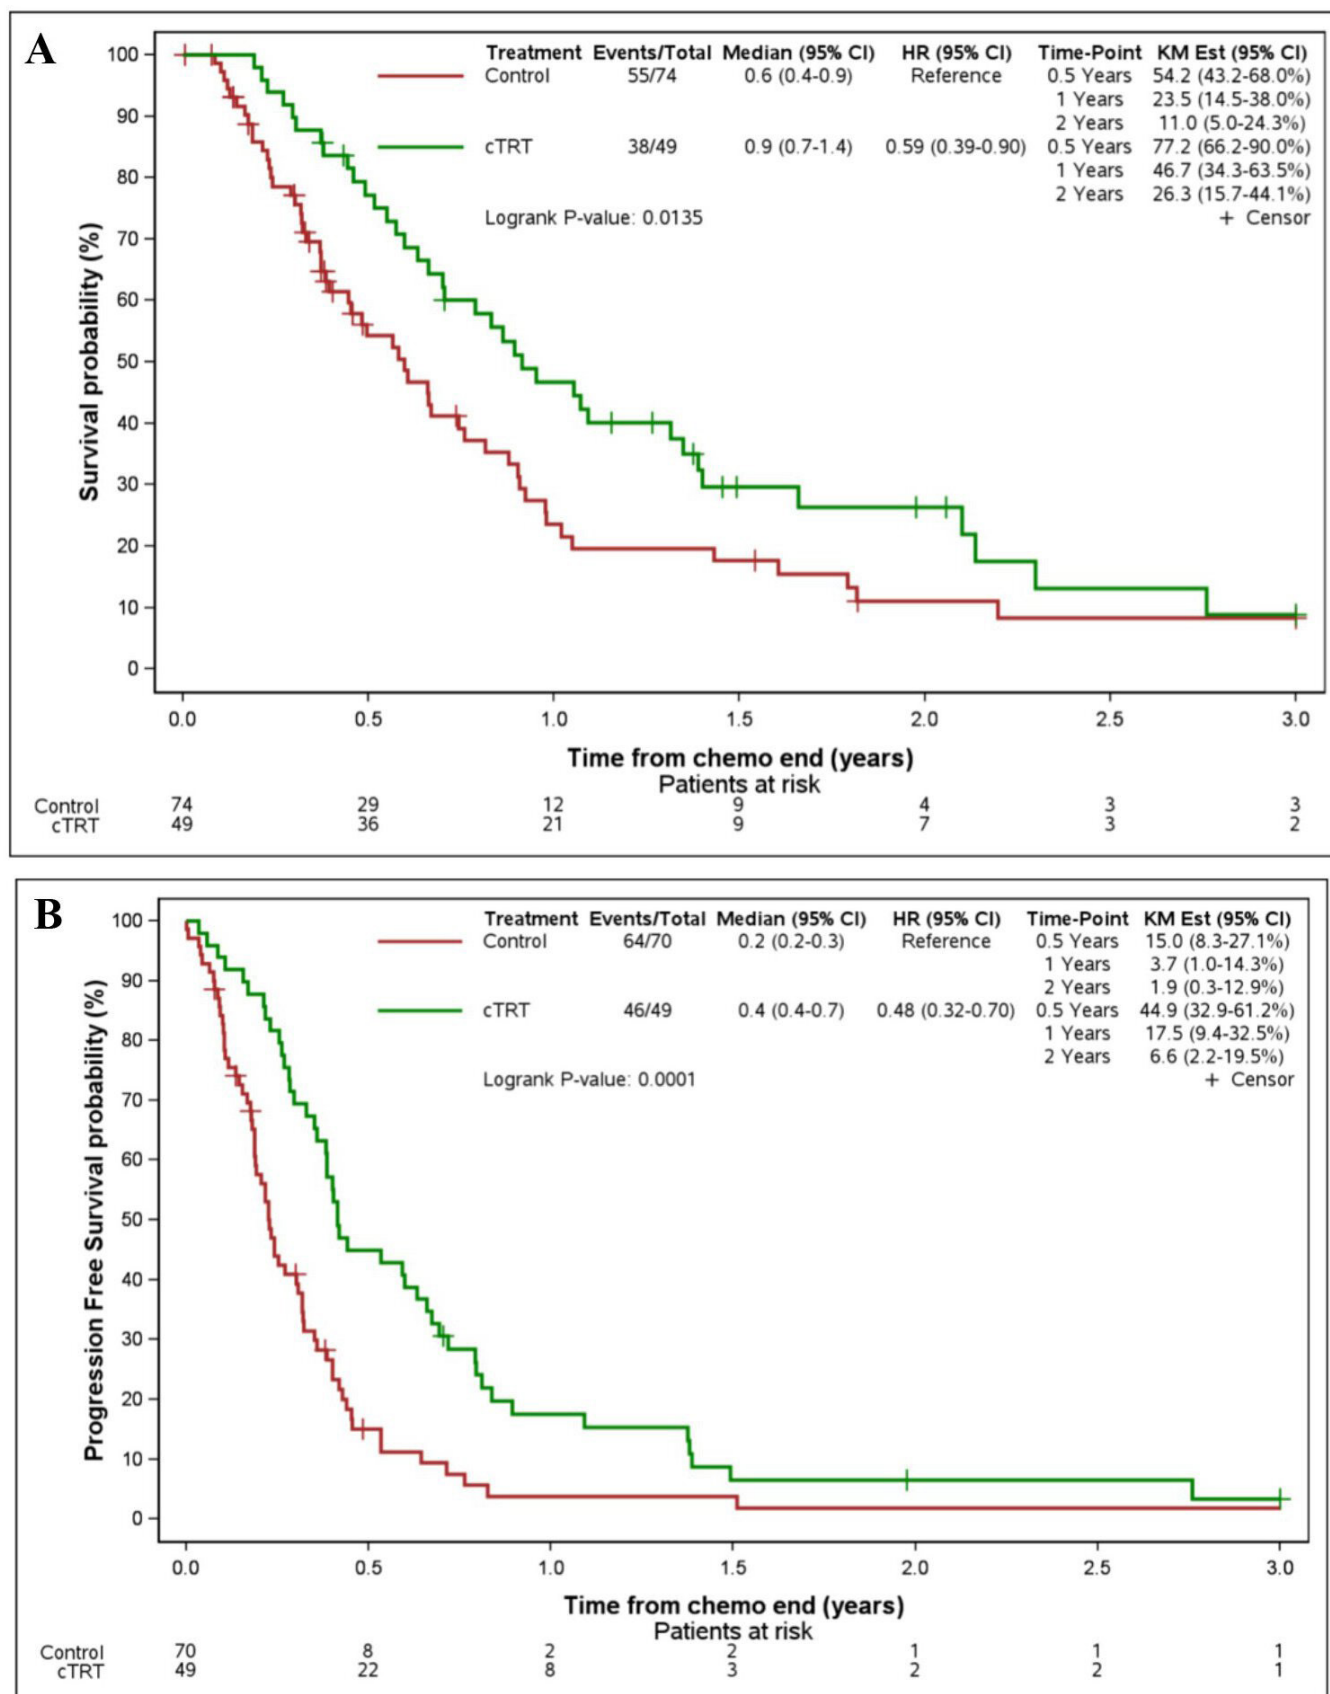 A
Treatment Events/Total Median (95% CI) HR (95% CI) Time-Point KM Est (95% CI)
Control 55/74 0.6 (0.4-0.9) Reference 0.5 Years 54.2 (43.2-68.0%)
1 Years 23.5 (14.5-38.0%)
2 Years 11.0 (5.0-24.3%)
cTRT 38/49 0.9 (0.7-1.4) 0.59 (0.39-0.90) 0.5 Years 77.2 (66.2-90.0%)
1 Years 46.7 (34.3-63.5%)
2 Years 26.3 (15.7-44.1%)
Logrank P-value: 0.0135
+ Censor
Survival probability (%)
100
90
80
70
60
50
40
30
20
10
0
0.0 0.5 1.0 1.5 2.0 2.5 3.0
Time from chemo end (years)
Patients at risk
Control 74 29 12 9 4 3 3
cTRT 49 36 21 9 7 3 2
B
Treatment Events/Total Median (95% CI) HR (95% CI) Time-Point KM Est (95% CI)
Control 64/70 0.2 (0.2-0.3) Reference 0.5 Years 15.0 (8.3-27.1%)
1 Years 3.7 (1.0-14.3%)
2 Years 1.9 (0.3-12.9%)
cTRT 46/49 0.4 (0.4-0.7) 0.48 (0.32-0.70) 0.5 Years 44.9 (32.9-61.2%)
1 Years 17.5 (9.4-32.5%)
2 Years 6.6 (2.2-19.5%)
Logrank P-value: 0.0001
+ Censor
Progression Free Survival probability (%)
100
90
80
70
60
50
40
30
20
10
0
0.0 0.5 1.0 1.5 2.0 2.5 3.0
Time from chemo end (years)
Patients at risk
Control 70 8 2 2 1 1 1
cTRT 49 22 8 3 2 2 1